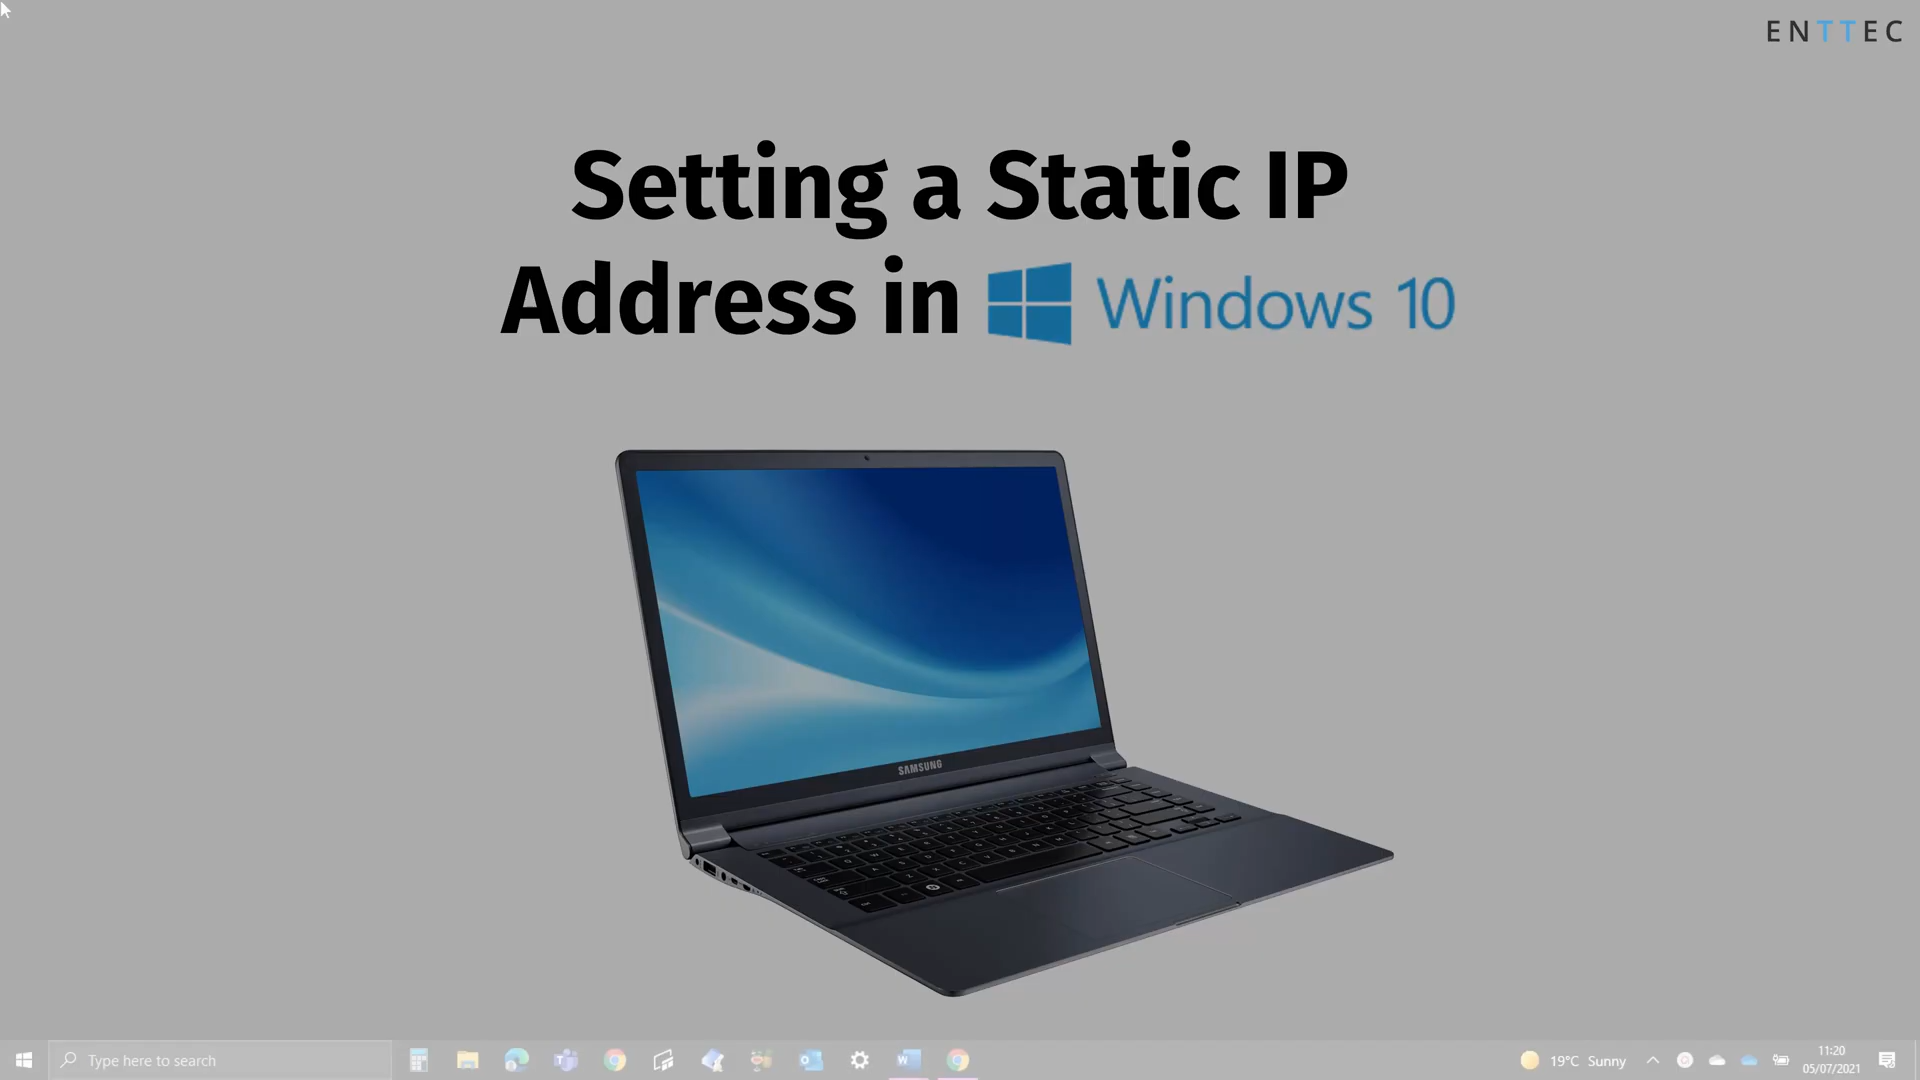 ENTTEC
Setting a Static IP
Address in Windows 10
SAMSUNG
Type here to search
19°C Sunny
11:20
05/07/2021